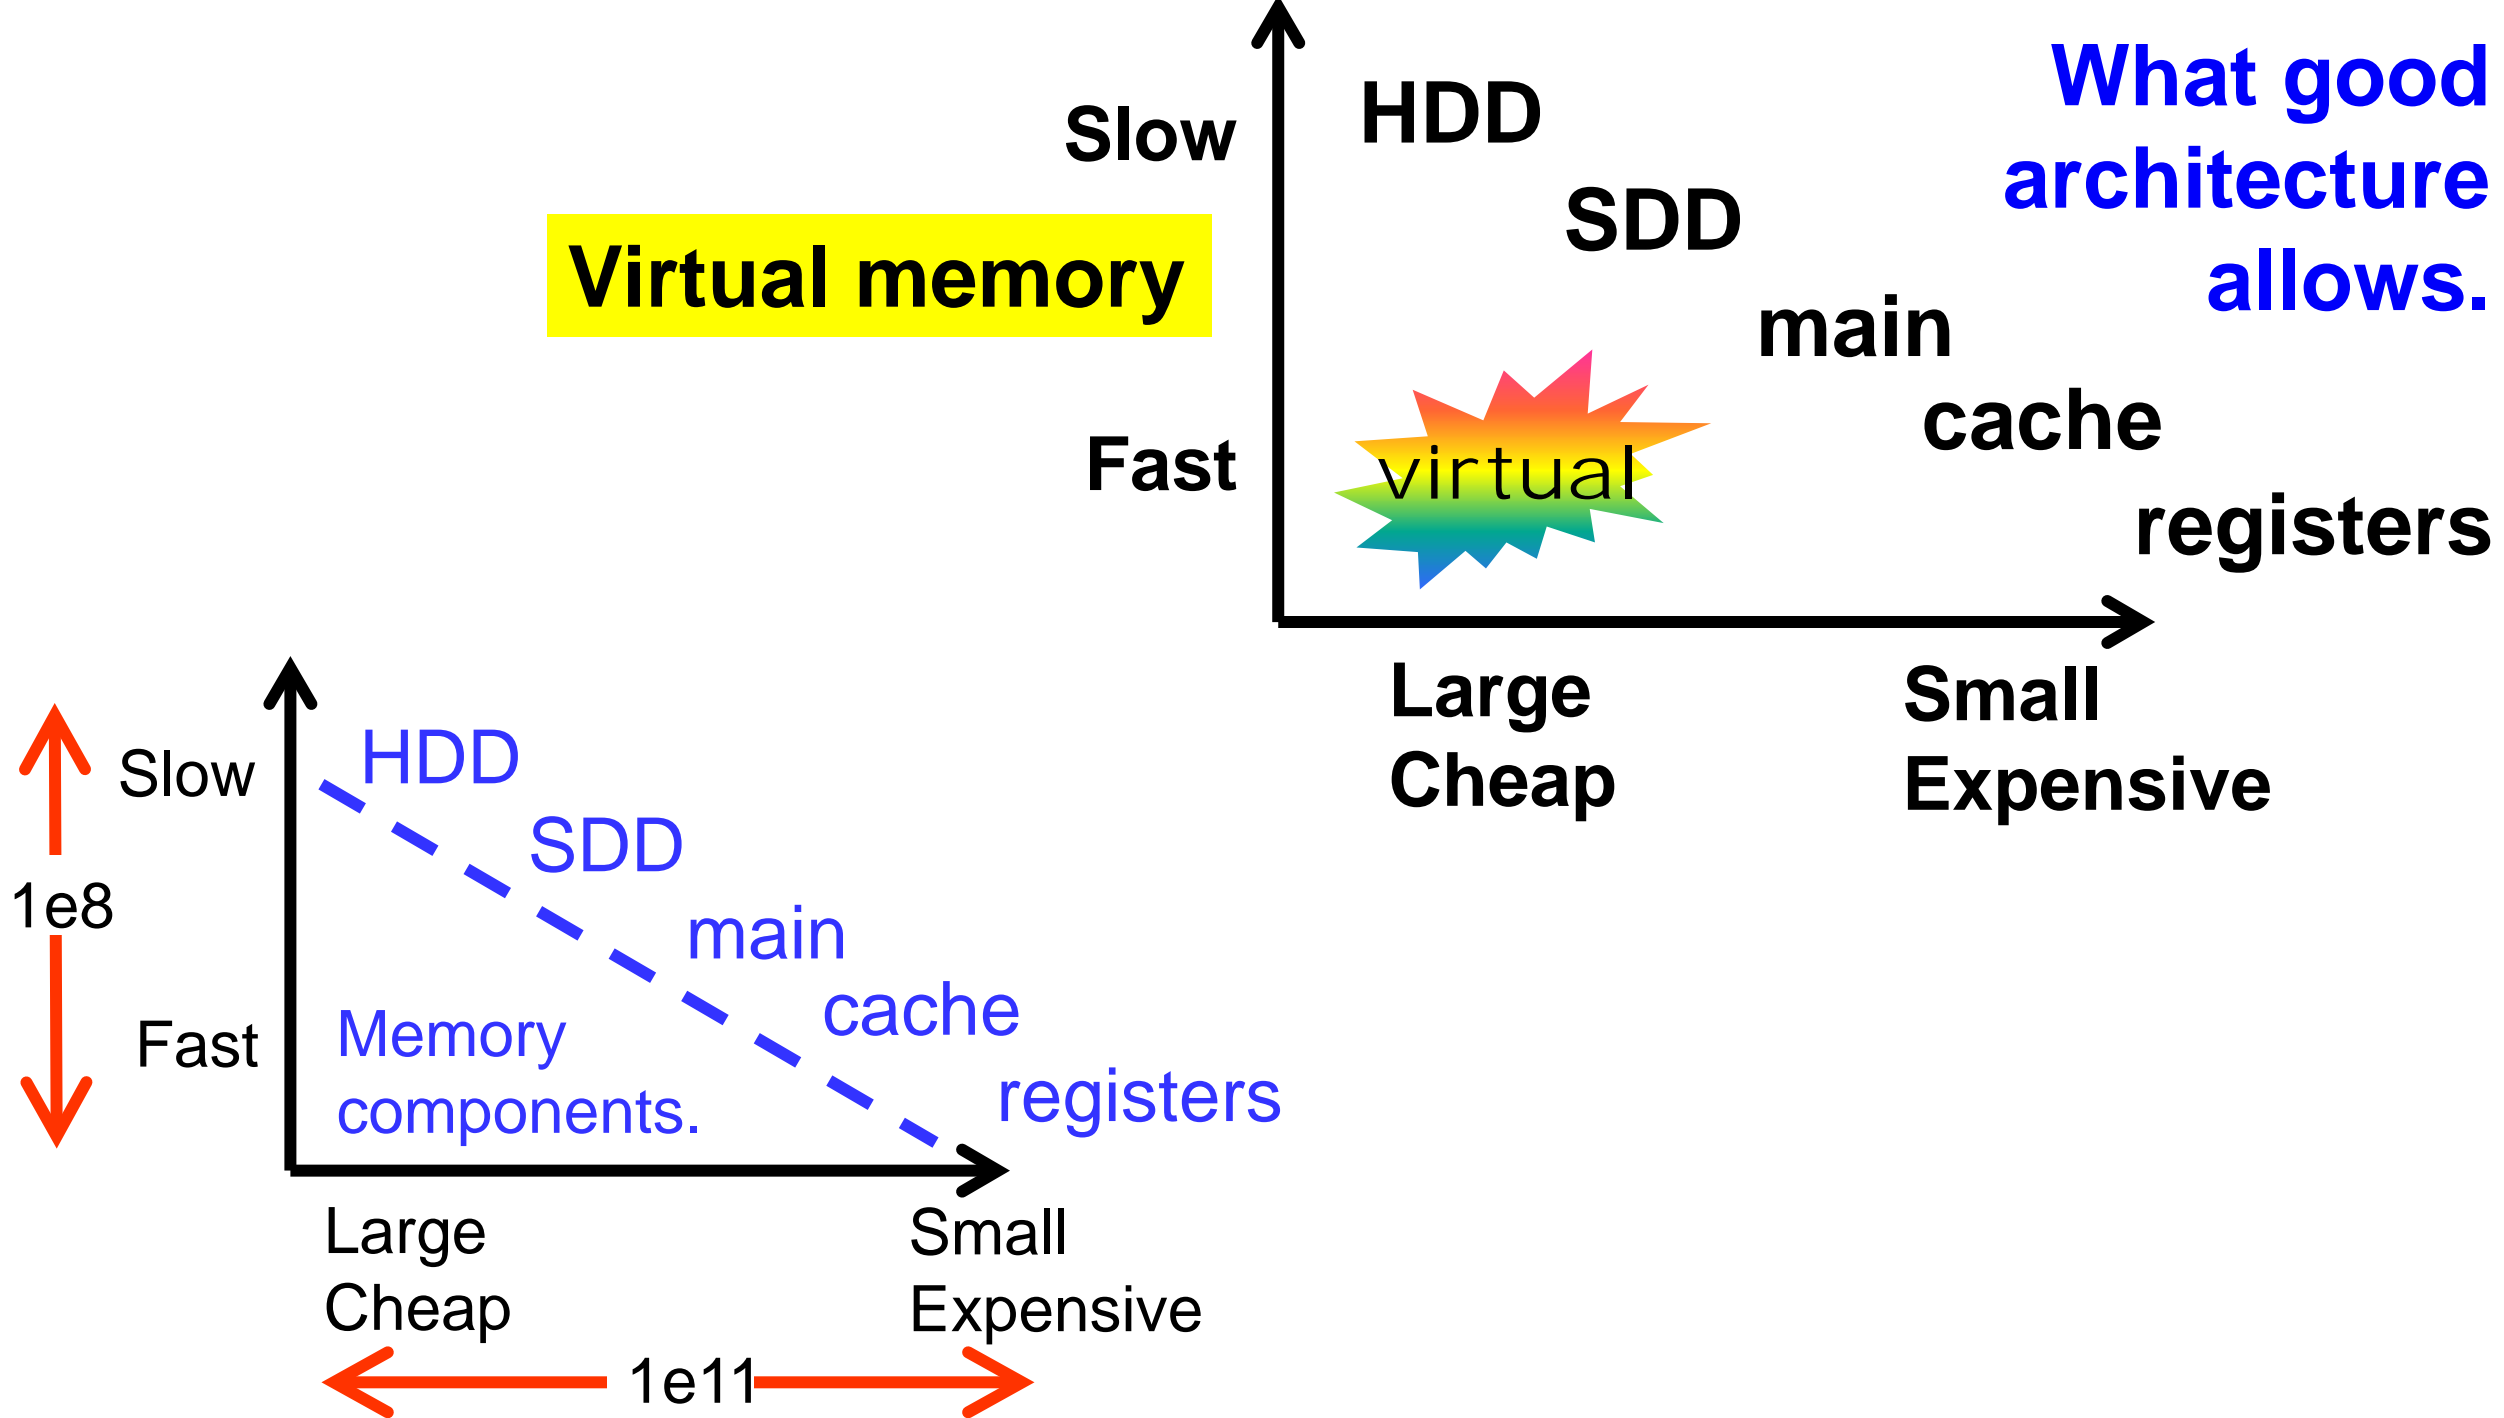 What good
architecture
allows.
HDD
Slow
SDD
Virtual memory
main
cache
Fast
virtual
registers
Large
Small
Cheap
Expensive
HDD
Slow
SDD
1e8
main
cache
Fast
Memory
components.
registers
Large
Small
Cheap
Expensive
1e11